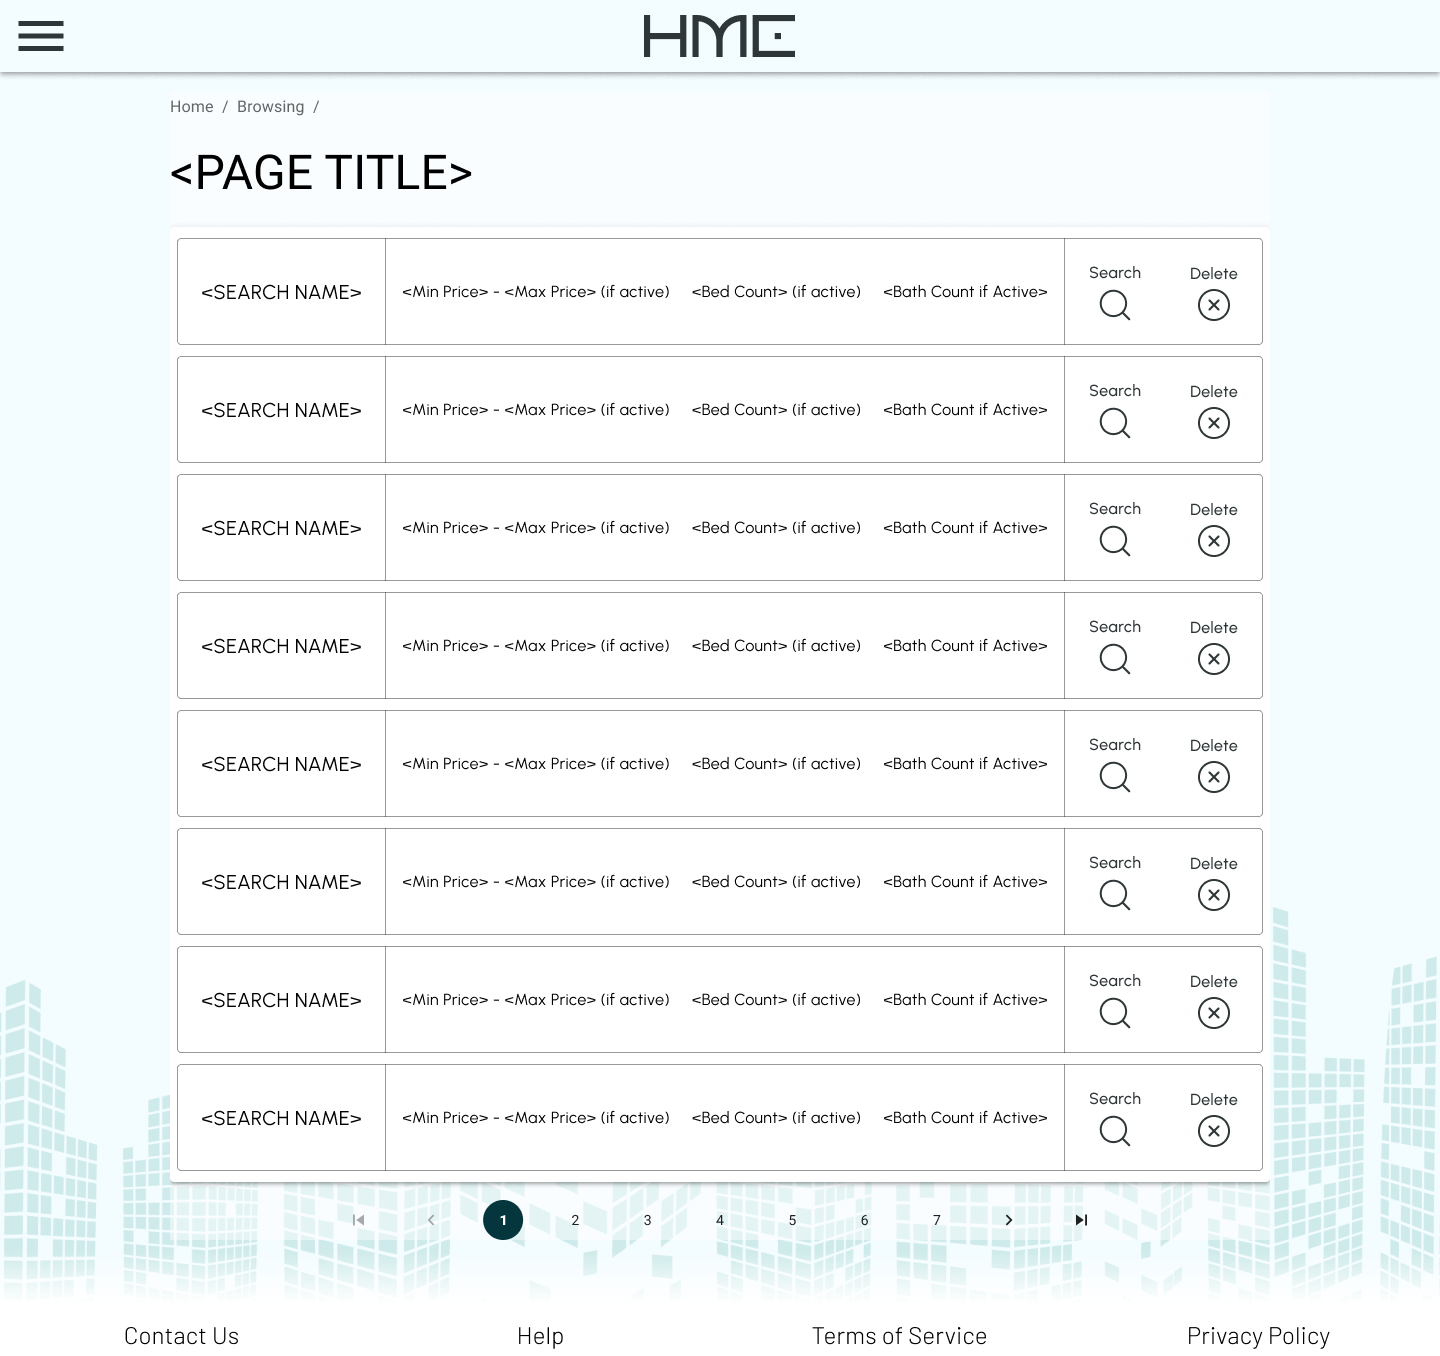 HME
Home / Browsing /
<PAGE TITLE>
<SEARCH NAME> <Min Price> - <Max Price> (if active) <Bed Count> (if active) <Bath Count if Active> Search Delete
<SEARCH NAME> <Min Price> - <Max Price> (if active) <Bed Count> (if active) <Bath Count if Active> Search Delete
<SEARCH NAME> <Min Price> - <Max Price> (if active) <Bed Count> (if active) <Bath Count if Active> Search Delete
<SEARCH NAME> <Min Price> - <Max Price> (if active) <Bed Count> (if active) <Bath Count if Active> Search Delete
<SEARCH NAME> <Min Price> - <Max Price> (if active) <Bed Count> (if active) <Bath Count if Active> Search Delete
<SEARCH NAME> <Min Price> - <Max Price> (if active) <Bed Count> (if active) <Bath Count if Active> Search Delete
<SEARCH NAME> <Min Price> - <Max Price> (if active) <Bed Count> (if active) <Bath Count if Active> Search Delete
<SEARCH NAME> <Min Price> - <Max Price> (if active) <Bed Count> (if active) <Bath Count if Active> Search Delete
1 2 3 4 5 6 7
Contact Us Help Terms of Service Privacy Policy